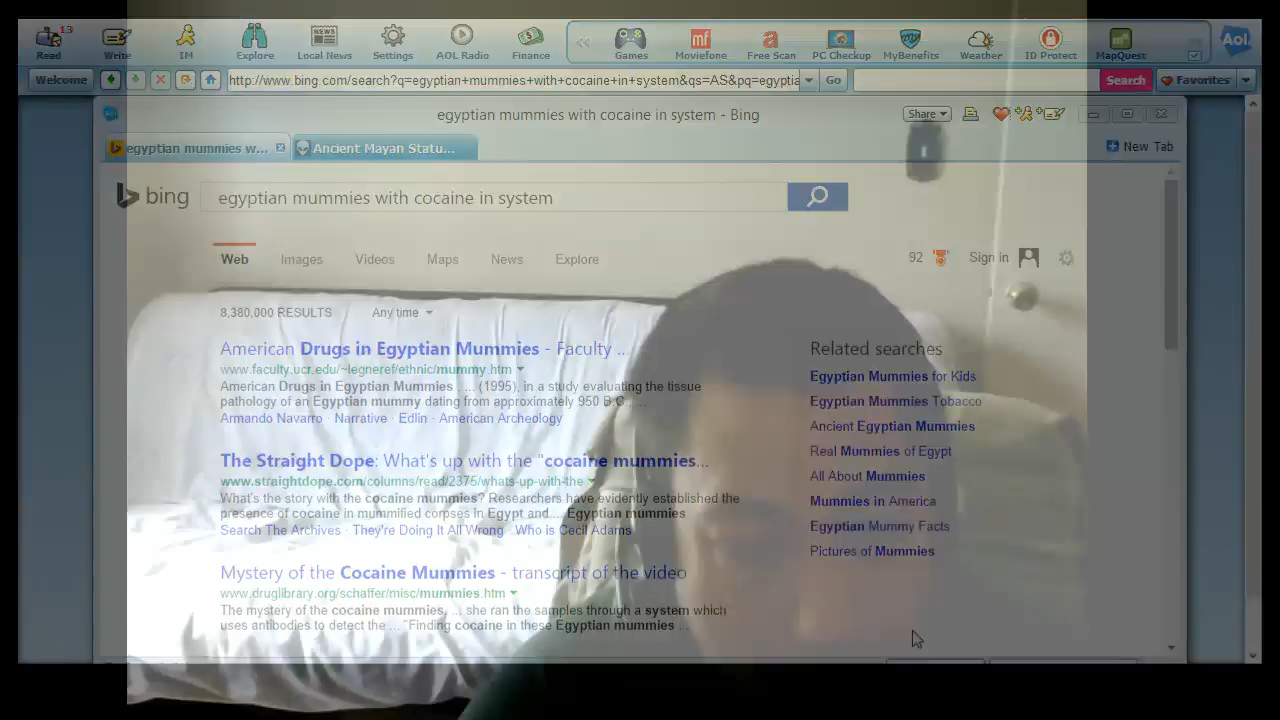 13
Read Write IM Explore Local News Settings AOL Radio Finance Games Moviefone Free Scan PC Checkup MyBenefits Weather ID Protect MapQuest Aol
Welcome http://www.bing.com/search?q=egyptian+mummies+with+cocaine+in+system&qs=AS&pq=egyptia Go Search Favorites
egyptian mummies with cocaine in system - Bing Share
egyptian mummies w... Ancient Mayan Statu... New Tab
bing egyptian mummies with cocaine in system
Web Images Videos Maps News Explore 92 Sign in
8,380,000 RESULTS Any time
American Drugs in Egyptian Mummies - Faculty ...
www.faculty.ucr.edu/~legneref/ethnic/mummy.htm
American Drugs in Egyptian Mummies . ... (1995), in a study evaluating the tissue
pathology of an Egyptian mummy dating from approximately 950 B.C., ...
Armando Navarro · Narrative · Edlin · American Archeology
The Straight Dope: What's up with the "cocaine mummies...
www.straightdope.com/columns/read/2375/whats-up-with-the
What's the story with the cocaine mummies? Researchers have evidently established the
presence of cocaine in mummified corpses in Egypt and ... Egyptian mummies
Search The Archives · They're Doing It All Wrong · Who is Cecil Adams
Mystery of the Cocaine Mummies - transcript of the video
www.druglibrary.org/schaffer/misc/mummies.htm
The mystery of the cocaine mummies, ... she ran the samples through a system which
uses antibodies to detect the ... "Finding cocaine in these Egyptian mummies ...
Related searches
Egyptian Mummies for Kids
Egyptian Mummies Tobacco
Ancient Egyptian Mummies
Real Mummies of Egypt
All About Mummies
Mummies in America
Egyptian Mummy Facts
Pictures of Mummies